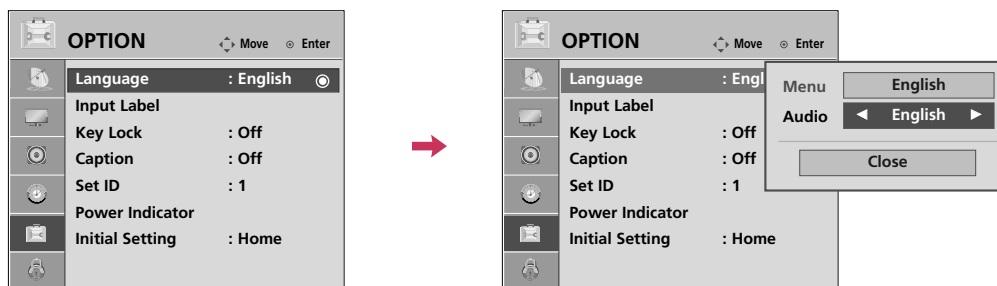 OPTION Move Enter
Language : English
Input Label
Key Lock : Off
Caption : Off
Set ID : 1
Power Indicator
Initial Setting : Home
OPTION Move Enter
Language : Engl
Input Label
Key Lock : Off
Caption : Off
Set ID : 1
Power Indicator
Initial Setting : Home
Menu English
Audio ◄ English ►
Close